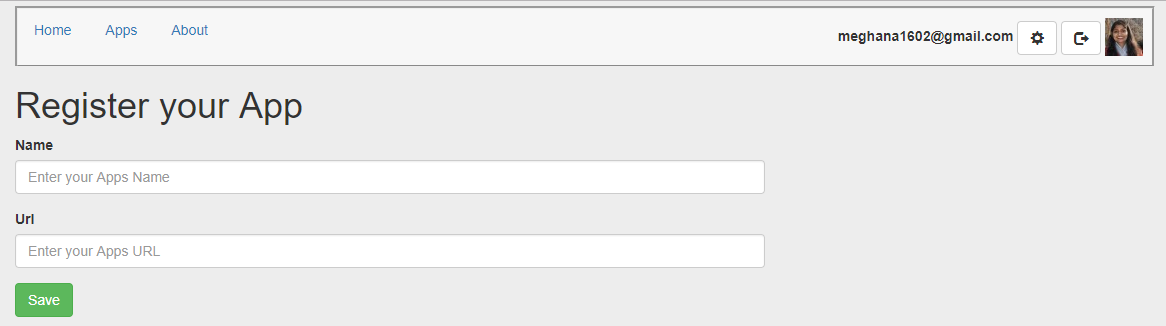 Home Apps About meghana1602@gmail.com
Register your App
Name
Enter your Apps Name
Url
Enter your Apps URL
Save